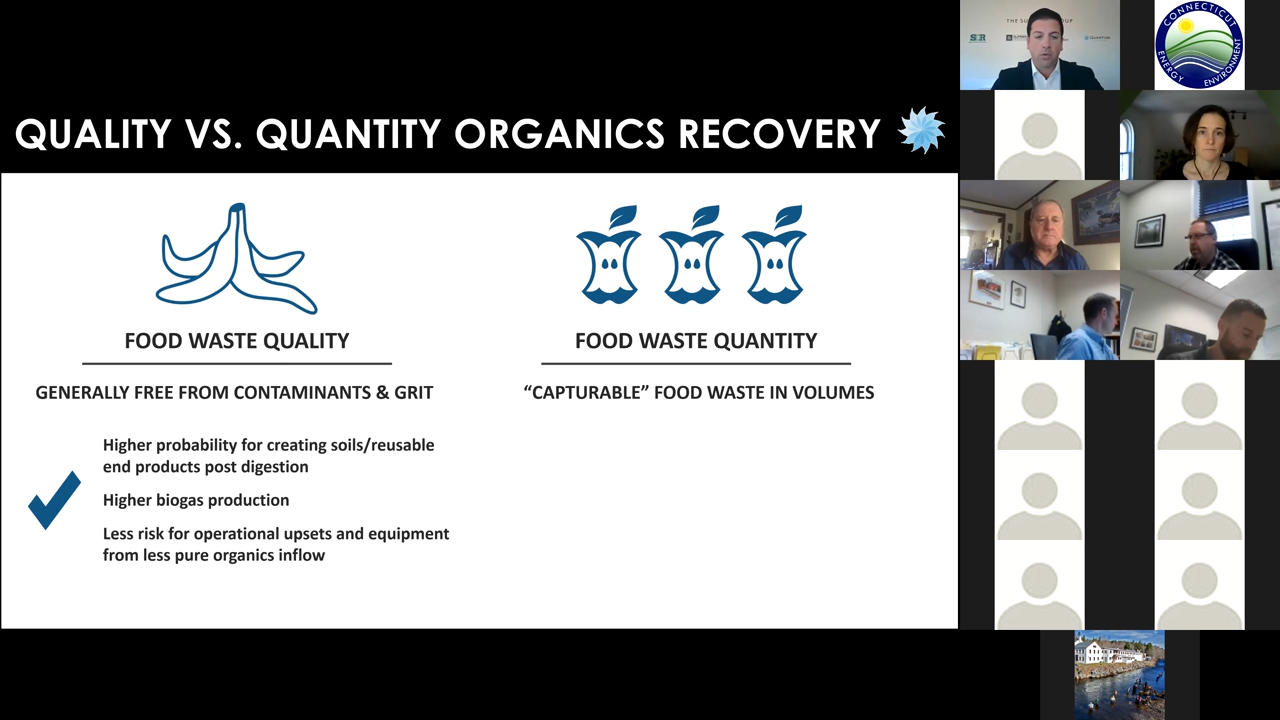 QUALITY VS. QUANTITY ORGANICS RECOVERY
FOOD WASTE QUALITY
GENERALLY FREE FROM CONTAMINANTS & GRIT
Higher probability for creating soils/reusable
end products post digestion
Higher biogas production
Less risk for operational upsets and equipment
from less pure organics inflow
FOOD WASTE QUANTITY
“CAPTURABLE” FOOD WASTE IN VOLUMES
CONNECTICUT
ENERGY ENVIRONMENT